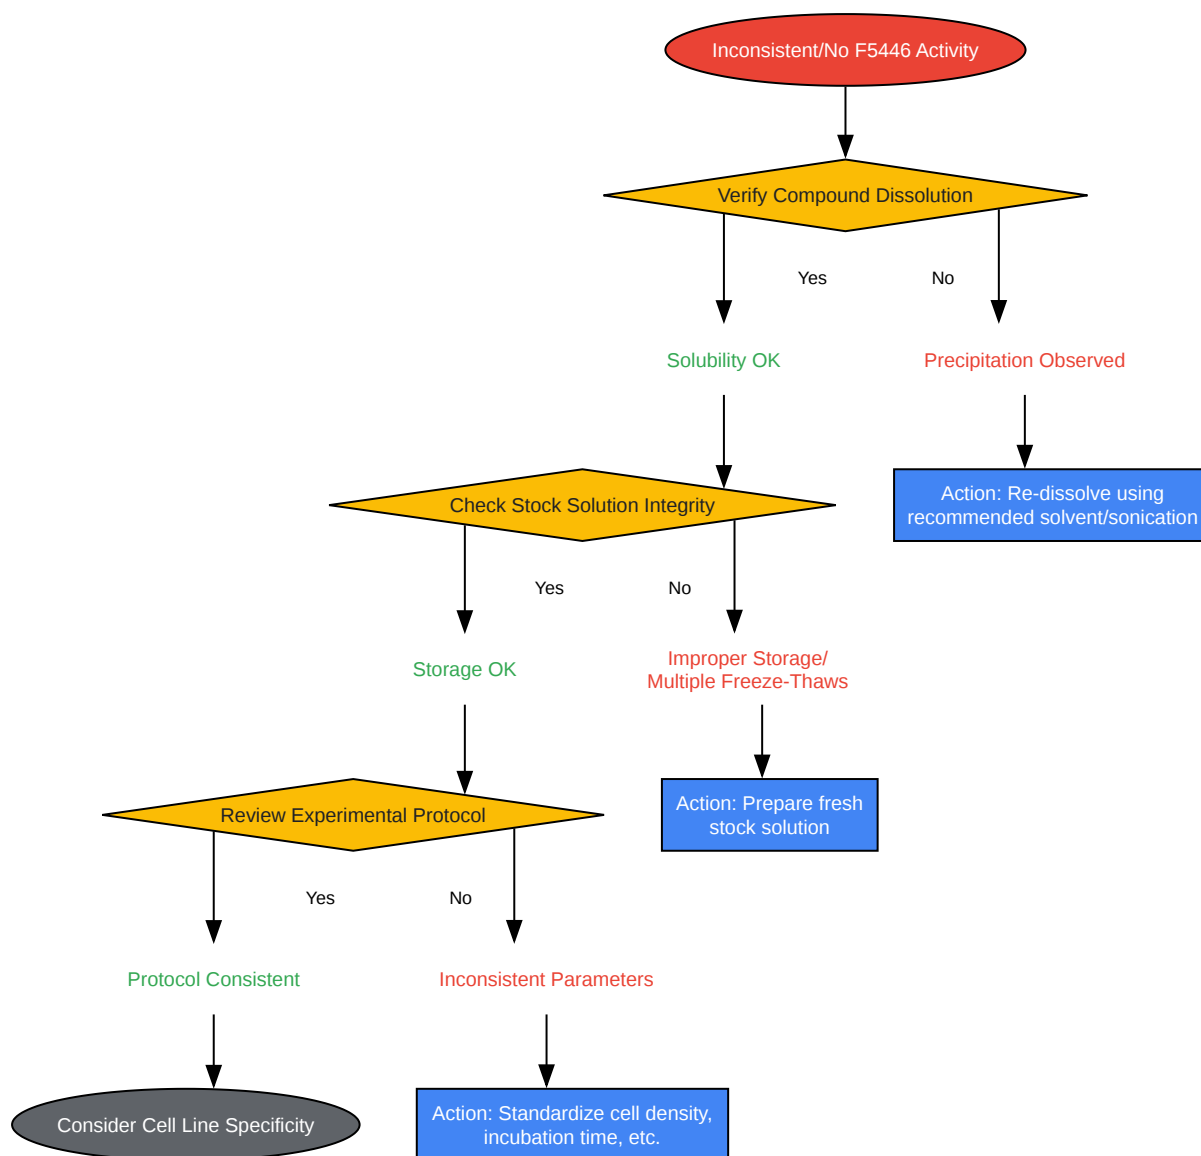 Inconsistent/No F5446 Activity
Verify Compound Dissolution
Yes
No
Solubility OK
Precipitation Observed
Check Stock Solution Integrity
Action: Re-dissolve using
recommended solvent/sonication
Yes
No
Storage OK
Improper Storage/
Multiple Freeze-Thaws
Review Experimental Protocol
Action: Prepare fresh
stock solution
Yes
No
Protocol Consistent
Inconsistent Parameters
Consider Cell Line Specificity
Action: Standardize cell density,
incubation time, etc.